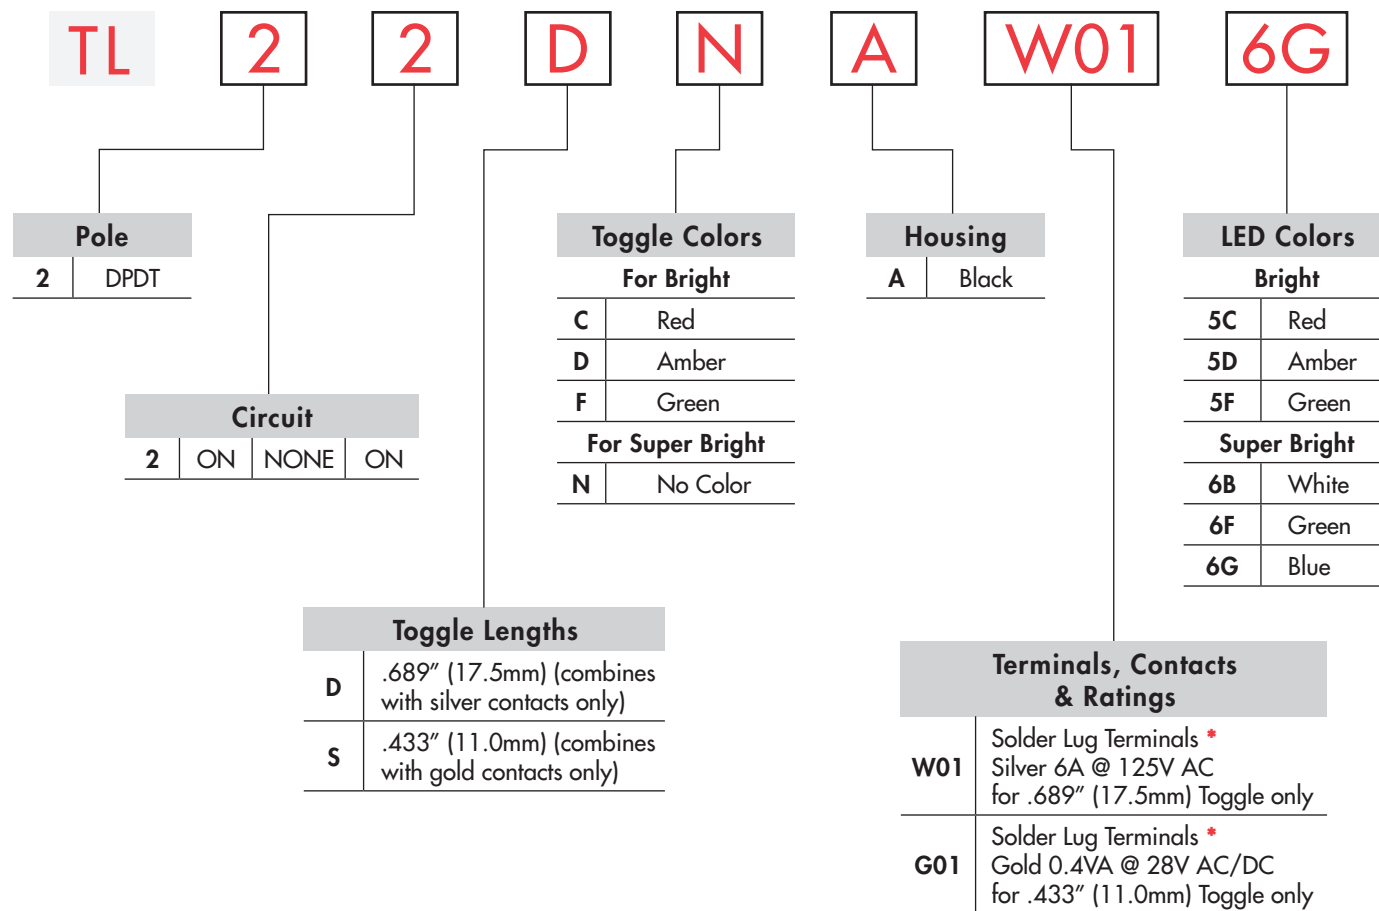 TL 2 2 D N A W01 6G
Pole
2 DPDT
Circuit
2 ON NONE ON
Toggle Lengths
D .689” (17.5mm) (combines
with silver contacts only)
S .433” (11.0mm) (combines
with gold contacts only)
Toggle Colors
For Bright
C Red
D Amber
F Green
For Super Bright
N No Color
Housing
A Black
Terminals, Contacts
& Ratings
W01 Solder Lug Terminals *
Silver 6A @ 125V AC
for .689” (17.5mm) Toggle only
G01 Solder Lug Terminals *
Gold 0.4VA @ 28V AC/DC
for .433” (11.0mm) Toggle only
LED Colors
Bright
5C Red
5D Amber
5F Green
Super Bright
6B White
6F Green
6G Blue